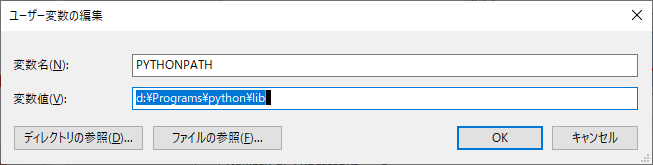 ユーザー変数の編集
変数名(N): PYTHONPATH
変数値(V): d:¥Programs¥python¥lib
ディレクトリの参照(D)... ファイルの参照(F)... OK キャンセル